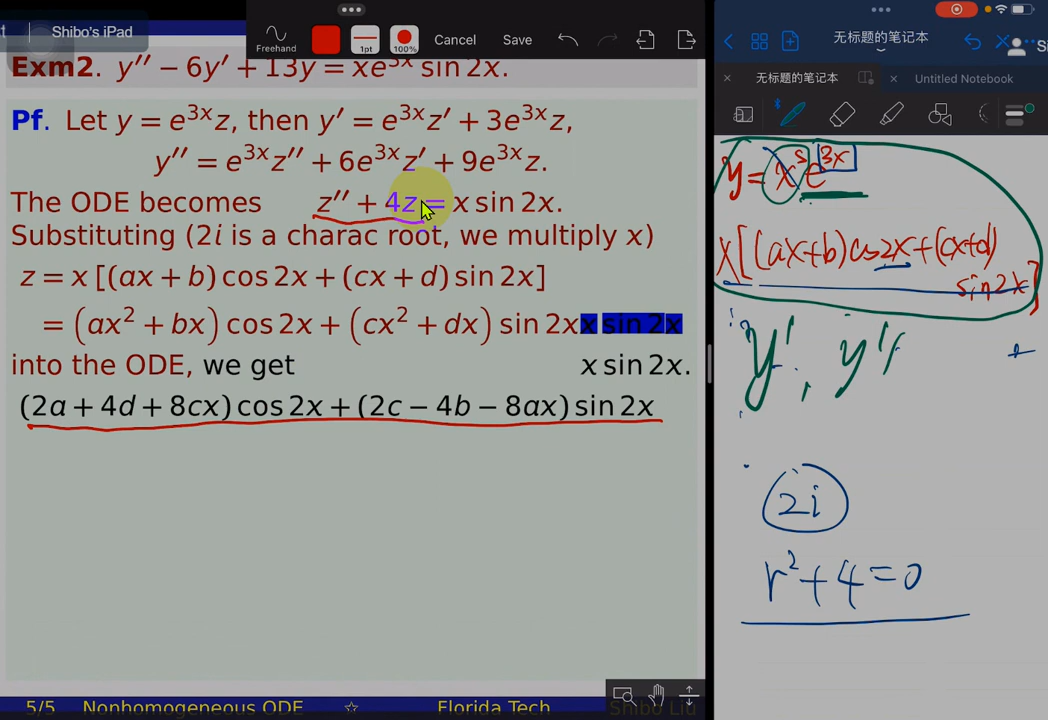 Shibo's iPad
Freehand
1pt
100%
Cancel
Save
Exm2. y′′ − 6y′ + 13y = xe^{3x} sin 2x.
Pf. Let y = e^{3x}z, then y′ = e^{3x}z′ + 3e^{3x}z,
y′′ = e^{3x}z′′ + 6e^{3x}z′ + 9e^{3x}z.
The ODE becomes z′′ + 4z = x sin 2x.
Substituting (2i is a charac root, we multiply x)
z = x [(ax + b) cos 2x + (cx + d) sin 2x]
= (ax² + bx) cos 2x + (cx² + dx) sin 2x x sin 2x
into the ODE, we get x sin 2x.
(2a + 4d + 8cx) cos 2x + (2c − 4b − 8ax) sin 2x
5/5 Nonhomogeneous ODE ☆ Florida Tech Shibo Liu
无标题的笔记本
无标题的笔记本
Untitled Notebook
y = x^s e^{3x}
x[(ax+b)cos2x+(cx+d)
sin2x]
y′, y′′
+
2i
r²+4=0